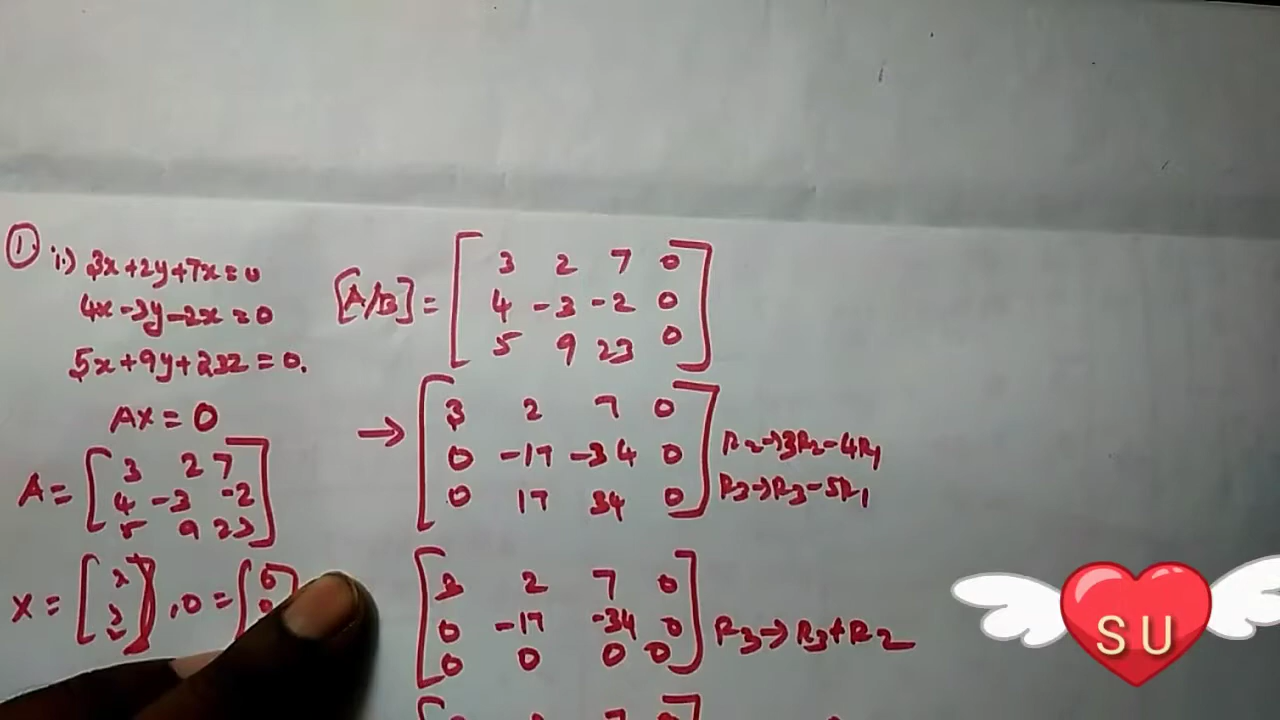 ① ii) 3x+2y+7x=0
4x-3y-2x=0
5x+9y+23z=0.
AX=0
A=[3 2 7
4 -3 -2
5 9 23]
X=[
,0=[0
[A/B]=[3 2 7 0
4 -3 -2 0
5 9 23 0]
→[3 2 7 0
0 -17 -34 0 R2→3R2-4R1
0 17 34 0] R3→R3-5R1
[3 2 7 0
0 -17 -34 0 R3→R3+R2
0 0 0 0]
SU